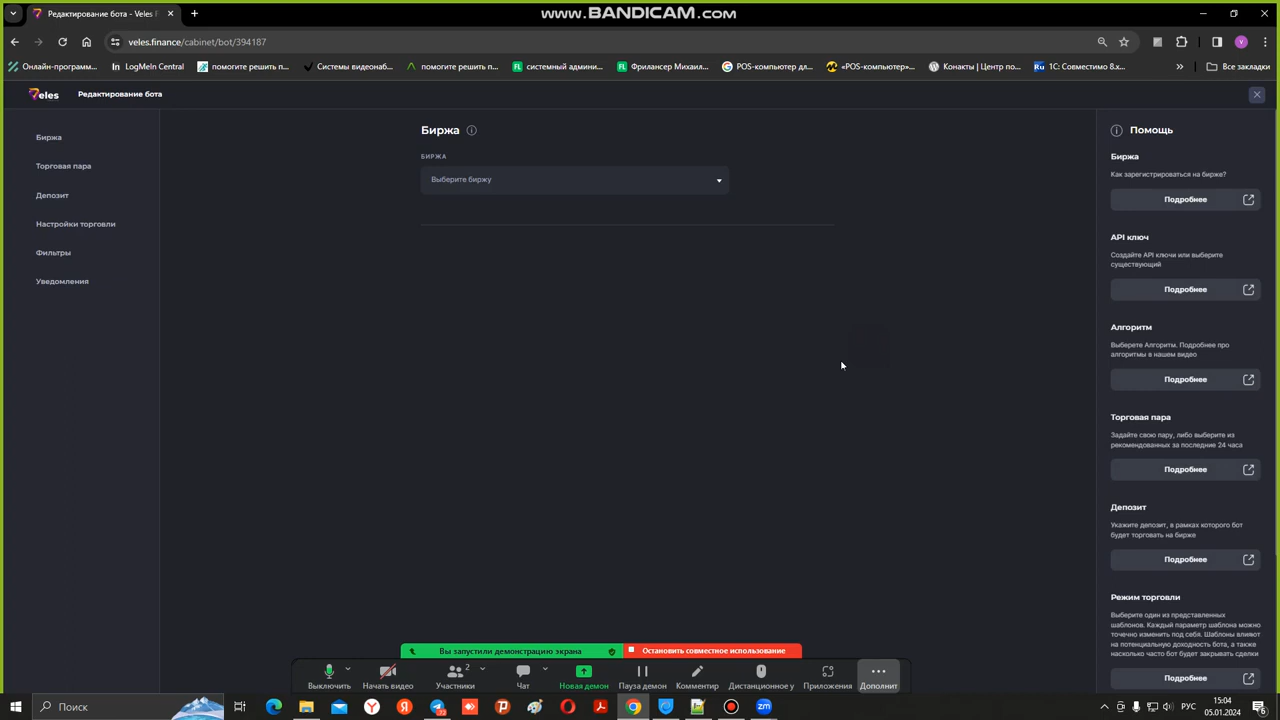 www.BANDICAM.com
Редактирование бота - Veles F
veles.finance/cabinet/bot/394187
Онлайн-программ...
LogMeIn Central
помогите решить п...
Системы видеонаб...
помогите решить п...
системный админи...
Фрилансер Михаил...
POS-компьютер дл...
«POS-компьютер»...
Конакты | Центр по...
1С: Совместимо 8.x...
»
Все закладки
Veles
Редактирование бота
Биржа
Торговая пара
Депозит
Настройки торговли
Фильтры
Уведомления
Биржа
БИРЖА
Выберите биржу
Помощь
Биржа
Как зарегистрироваться на бирже?
Подробнее
API ключ
Создайте API ключи или выберите
существующий
Подробнее
Алгоритм
Выберете Алгоритм. Подробнее про
алгоритмы в нашем видео
Подробнее
Торговая пара
Задайте свою пару, либо выберите из
рекомендованных за последние 24 часа
Подробнее
Депозит
Укажите депозит, в рамках которого бот
будет торговать на бирже
Подробнее
Режим торговли
Выберите один из представленных
шаблонов. Каждый параметр шаблона можно
точечно изменить под себя. Шаблоны влияют
на потенциальную доходность бота, а также
насколько часто бот будет закрывать сделки
Подробнее
Вы запустили демонстрацию экрана
Остановить совместное использование
Выключить
Начать видео
Участники
2
Чат
Новая демон
Пауза демон
Комментир
Дистанционное у
Приложения
Дополнит
Поиск
РУС
15:04
05.01.2024